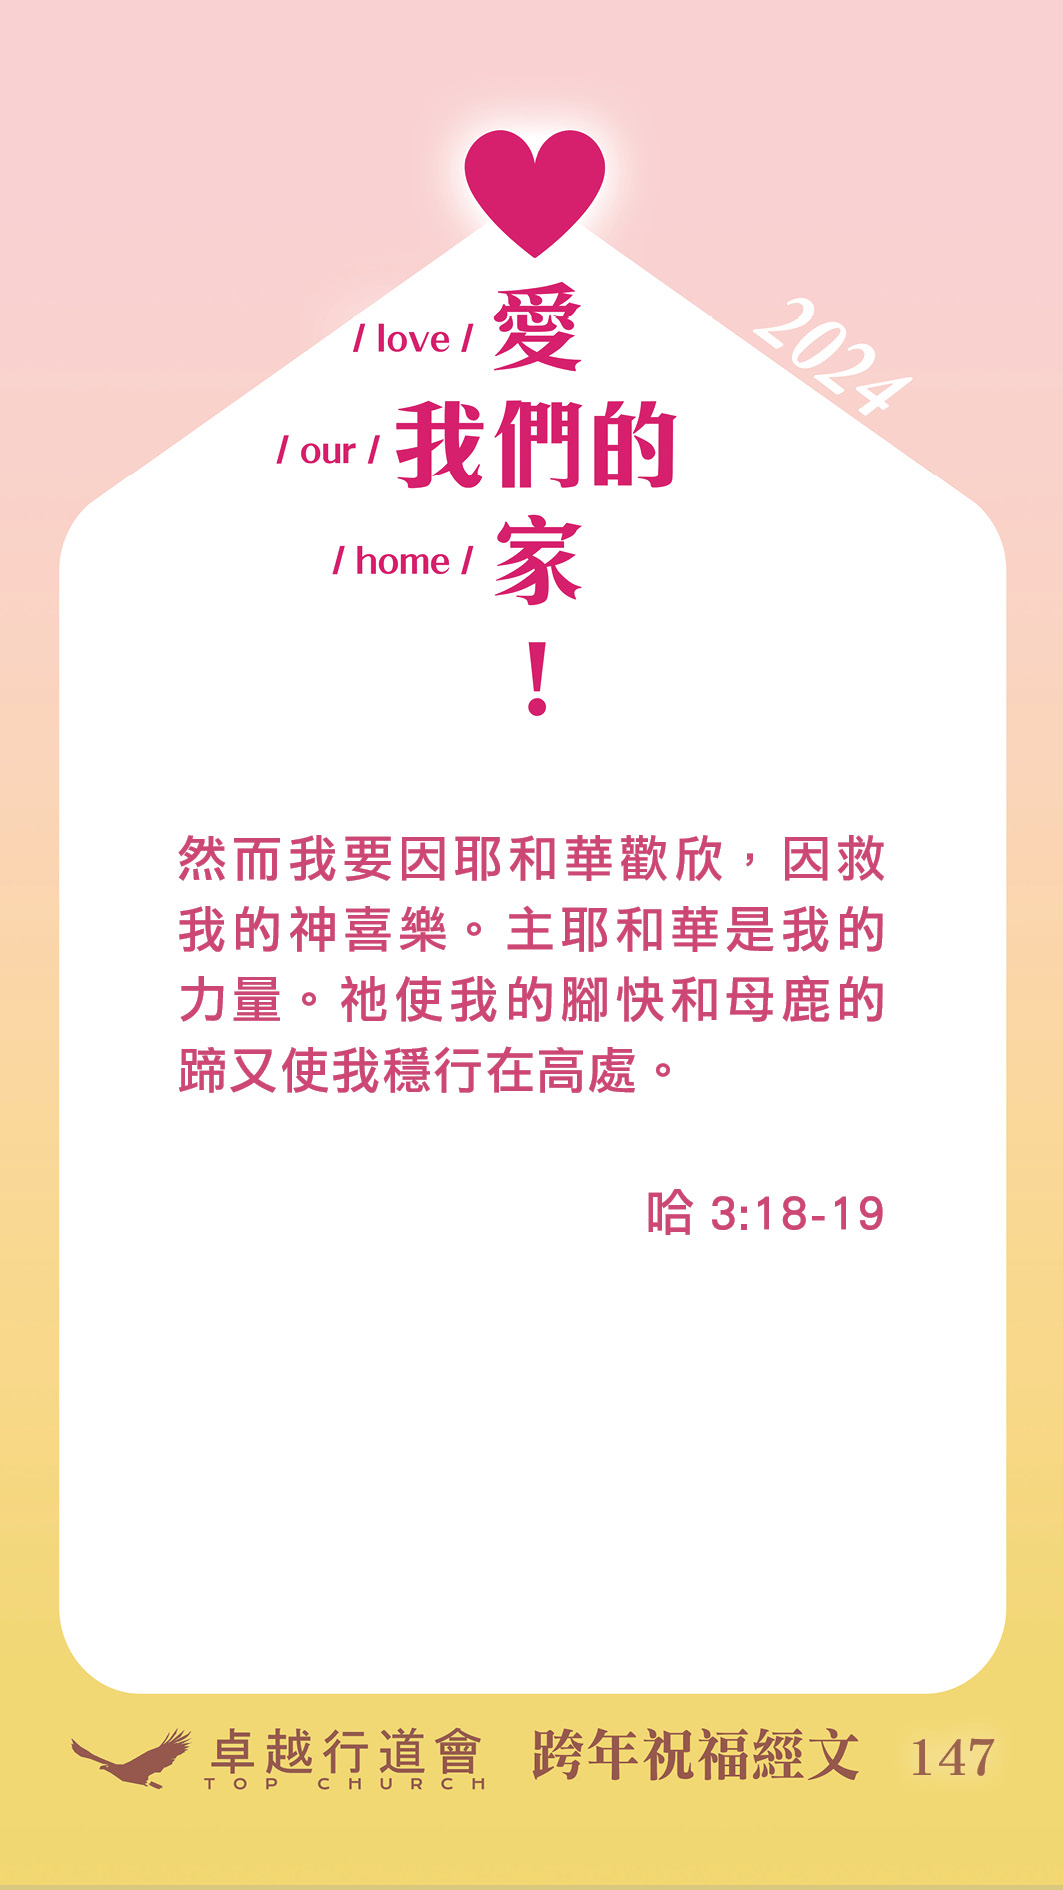 / love / 愛
2024
/ our / 我們的
/ home / 家
!
然而我要因耶和華歡欣，因救
我的神喜樂。主耶和華是我的
力量。祂使我的腳快和母鹿的
蹄又使我穩行在高處。
哈 3:18-19
卓越行道會 跨年祝福經文 147
TOP CHURCH